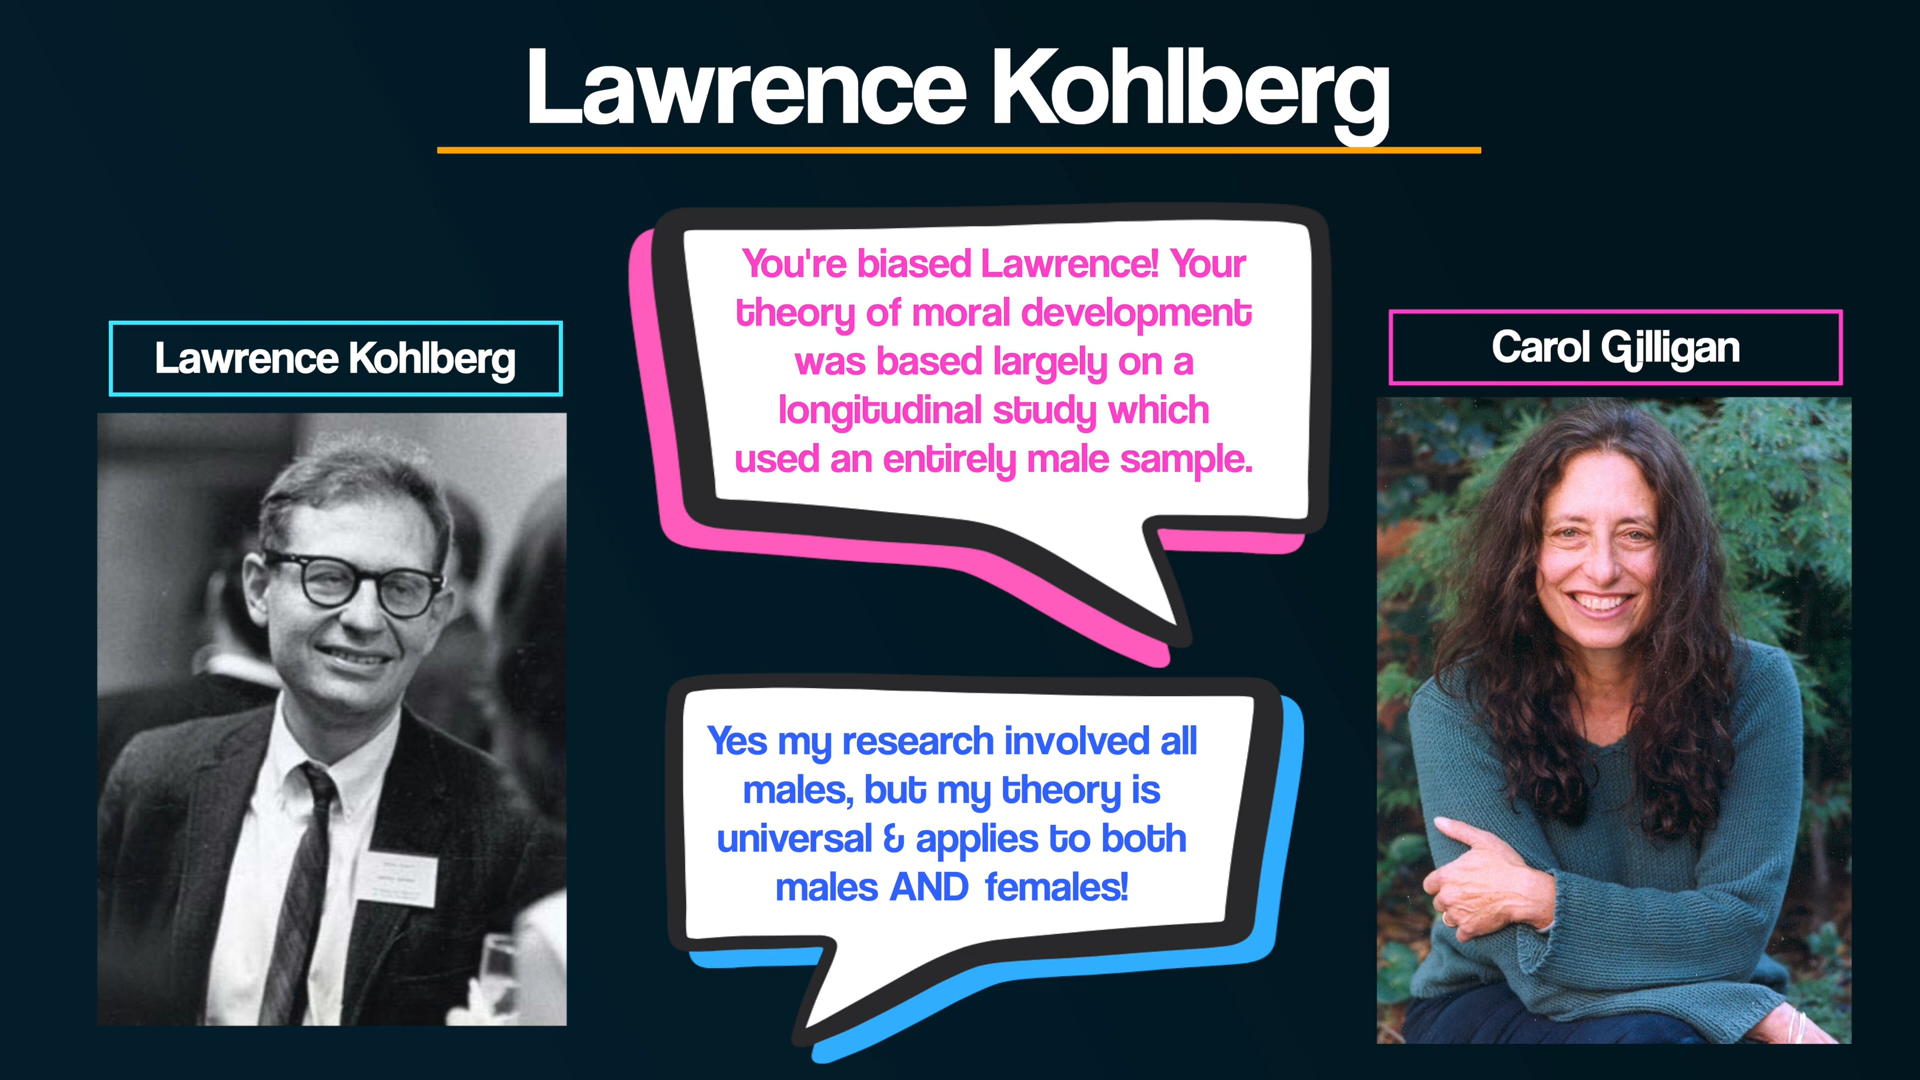 Lawrence Kohlberg
You're biased Lawrence! Your
theory of moral development
was based largely on a
longitudinal study which
used an entirely male sample.
Lawrence Kohlberg
Carol Gilligan
Yes my research involved all
males, but my theory is
universal & applies to both
males AND females!